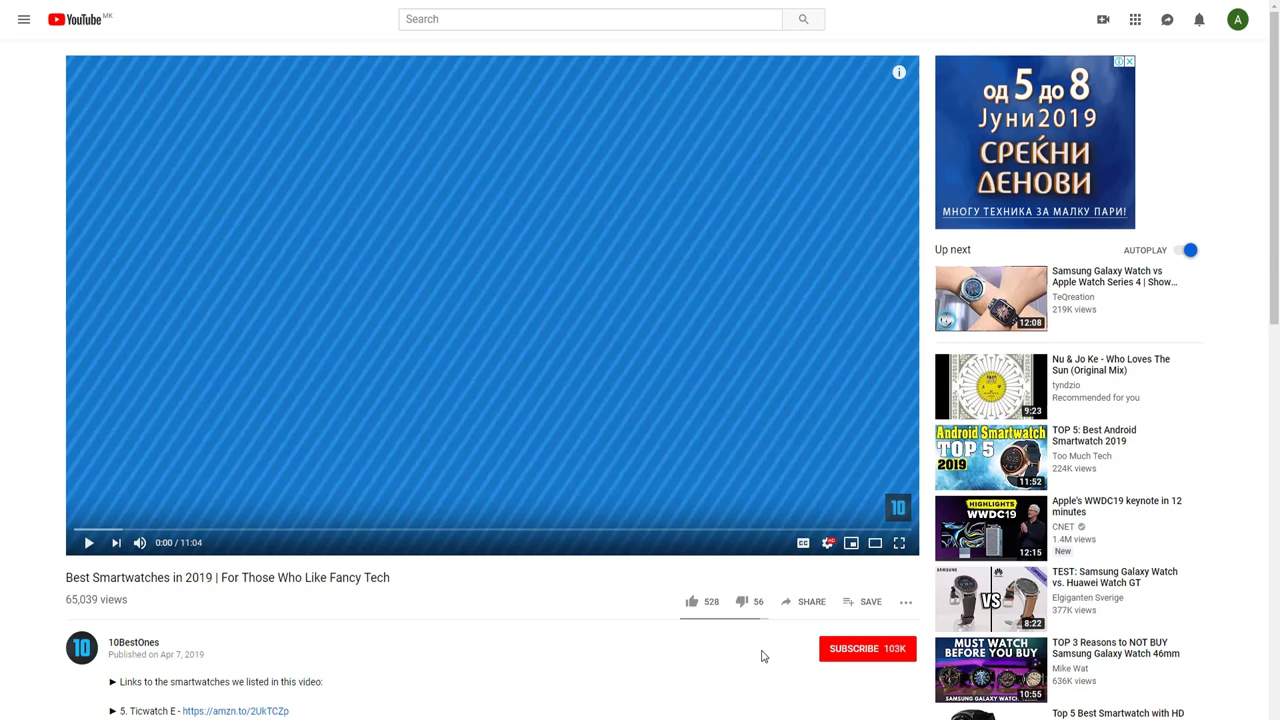 YouTube MK
Search
A
од 5 до 8
Јуни2019
СРЕЌНИ
ДЕНОВИ
МНОГУ ТЕХНИКА ЗА МАЛКУ ПАРИ!
10
0:00 / 11:04
CC
HD
Best Smartwatches in 2019 | For Those Who Like Fancy Tech
65,039 views
528
56
SHARE
SAVE
10
10BestOnes
Published on Apr 7, 2019
SUBSCRIBE 103K
► Links to the smartwatches we listed in this video:
► 5. Ticwatch E - https://amzn.to/2UkTCZp
Up next
AUTOPLAY
12:08
Samsung Galaxy Watch vs
Apple Watch Series 4 | Show...
TeQreation
219K views
9:23
Nu & Jo Ke - Who Loves The
Sun (Original Mix)
tyndzio
Recommended for you
Android Smartwatch
TOP 5
2019
11:52
TOP 5: Best Android
Smartwatch 2019
Too Much Tech
224K views
HIGHLIGHTS
WWDC19
12:15
Apple's WWDC19 keynote in 12
minutes
CNET
1.4M views
New
SAMSUNG
VS
8:22
TEST: Samsung Galaxy Watch
vs. Huawei Watch GT
Elgiganten Sverige
377K views
MUST WATCH
BEFORE YOU BUY
10:55
TOP 3 Reasons to NOT BUY
Samsung Galaxy Watch 46mm
Mike Wat
636K views
Top 5 Best Smartwatch with HD